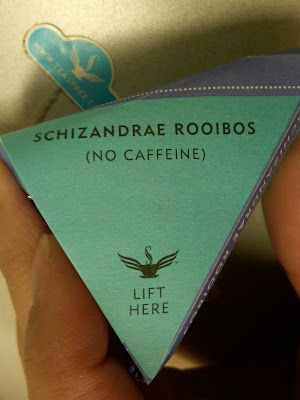 SCHIZANDRAE ROOIBOS
(NO CAFFEINE)
LIFT
HERE